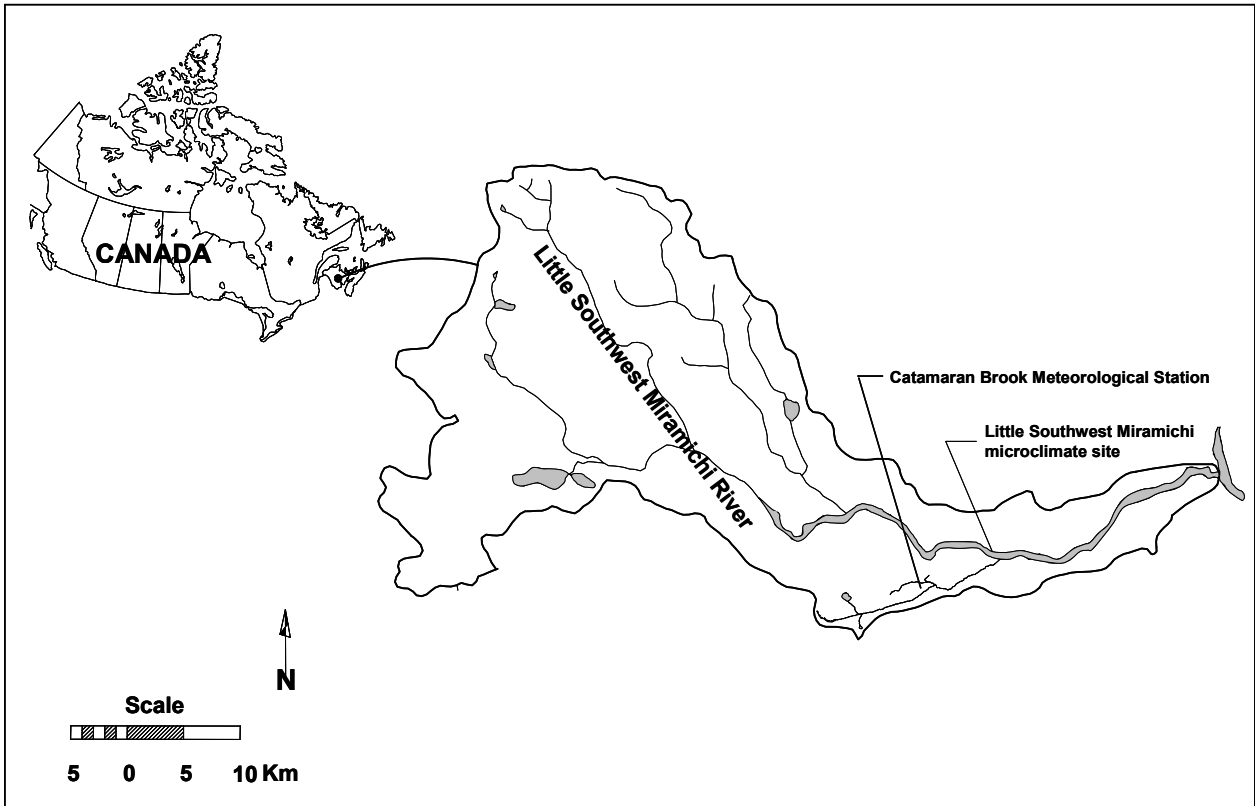 CANADA
Little Southwest Miramichi River
Catamaran Brook Meteorological Station
Little Southwest Miramichi
microclimate site
N
Scale
5 0 5 10 Km